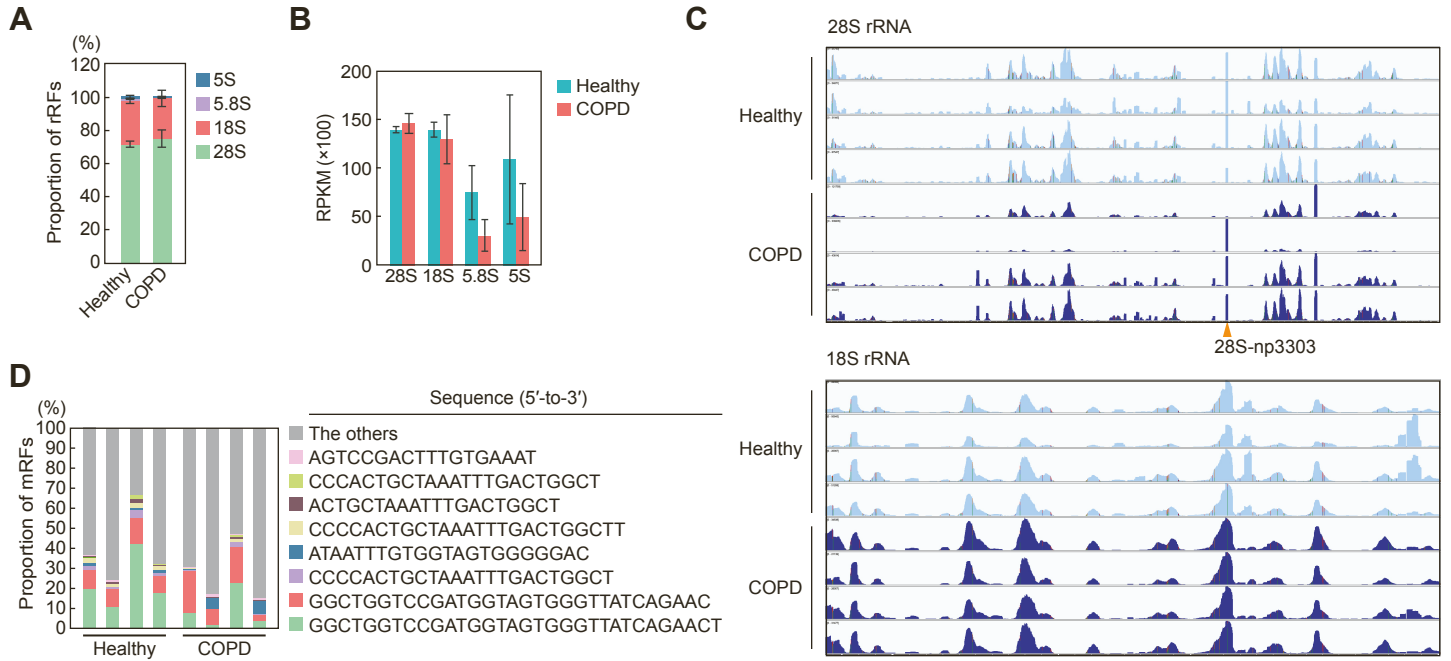 A
(%)
Proportion of rRFs
120
100
80
60
40
20
0
Healthy
COPD
5S
5.8S
18S
28S
B
RPKM (×100)
200
150
100
50
0
28S
18S
5.8S
5S
Healthy
COPD
C
28S rRNA
Healthy
COPD
28S-np3303
18S rRNA
Healthy
COPD
D
(%)
Proportion of mRFs
100
90
80
70
60
50
40
30
20
10
0
Healthy
COPD
Sequence (5′-to-3′)
The others
AGTCCGACTTTGTGAAAT
CCCACTGCTAAATTTGACTGGCT
ACTGCTAAATTTGACTGGCT
CCCCACTGCTAAATTTGACTGGCTT
ATAATTTGTGGTAGTGGGGGAC
CCCCACTGCTAAATTTGACTGGCT
GGCTGGTCCGATGGTAGTGGGTTATCAGAAC
GGCTGGTCCGATGGTAGTGGGTTATCAGAACT